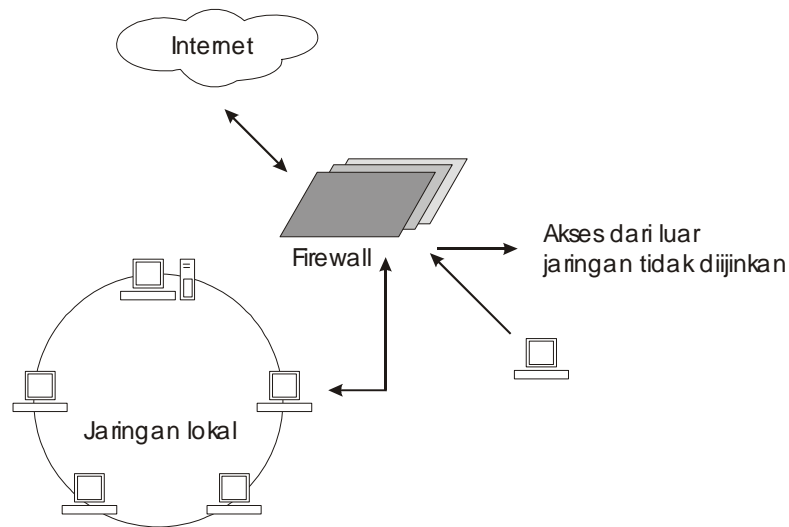 Internet
Firewall
Akses dari luar
jaringan tidak diijinkan
Jaringan lokal